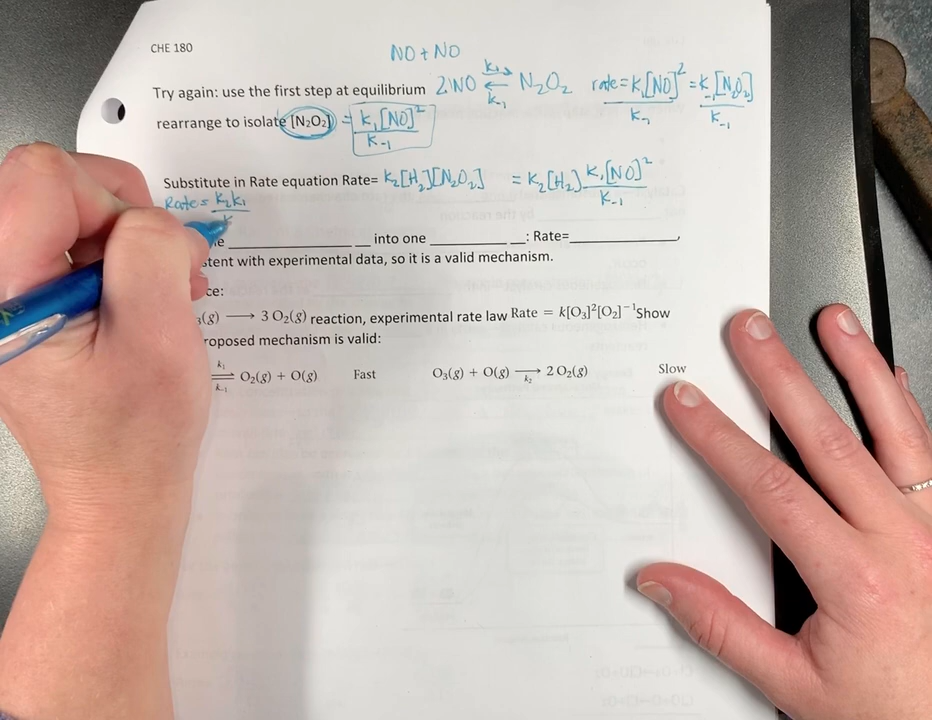 CHE 180
NO + NO
Try again: use the first step at equilibrium 2NO ⇌ N₂O₂ rate = k₁[NO]² = k₋₁[N₂O₂]
k₁ k₋₁ k₋₁ k₋₁
rearrange to isolate [N₂O₂] = k₁[NO]² / k₋₁
Substitute in Rate equation Rate= k₂[H₂][N₂O₂] = k₂[H₂] k₁[NO]² / k₋₁
Rate = k₂k₁ / k
____ into one ____: Rate=____,
with experimental data, so it is a valid mechanism.
(g) ⟶ 3 O₂(g) reaction, experimental rate law Rate = k[O₃]²[O₂]⁻¹ Show
mechanism is valid:
k₁ ⇌ k₋₁ O₂(g) + O(g) Fast O₃(g) + O(g) ⟶ k₂ 2 O₂(g) Slow